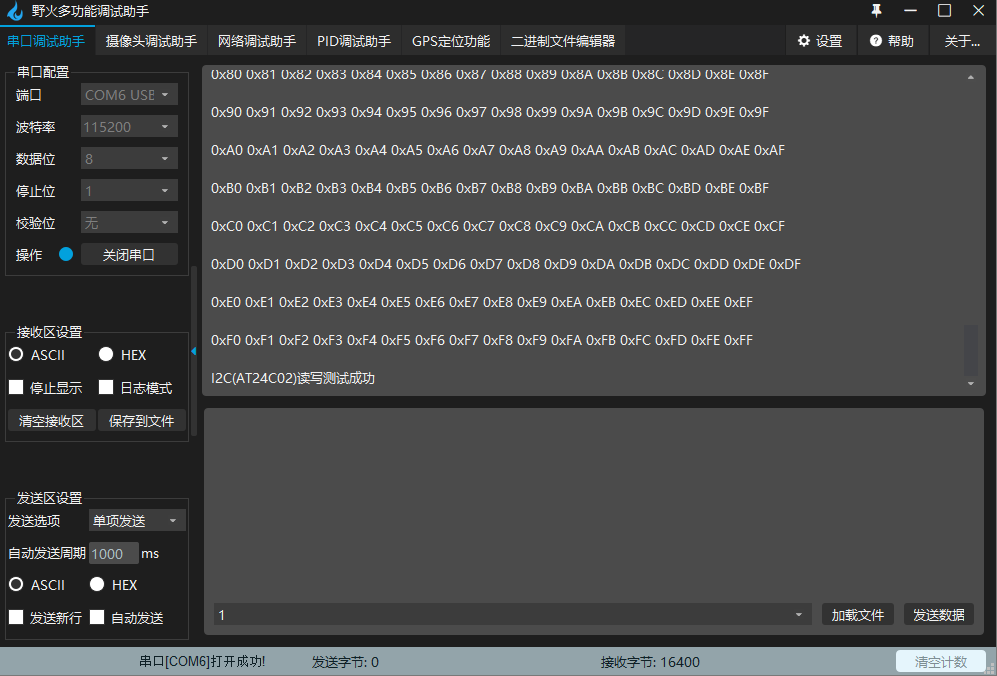 野火多功能调试助手
串口调试助手 摄像头调试助手 网络调试助手 PID调试助手 GPS定位功能 二进制文件编辑器 设置 帮助 关于...
串口配置
端口 COM6 USE
波特率 115200
数据位 8
停止位 1
校验位 无
操作 关闭串口
接收区设置
ASCII HEX
停止显示 日志模式
清空接收区 保存到文件
发送区设置
发送选项 单项发送
自动发送周期 1000 ms
ASCII HEX
发送新行 自动发送
0x80 0x81 0x82 0x83 0x84 0x85 0x86 0x87 0x88 0x89 0x8A 0x8B 0x8C 0x8D 0x8E 0x8F
0x90 0x91 0x92 0x93 0x94 0x95 0x96 0x97 0x98 0x99 0x9A 0x9B 0x9C 0x9D 0x9E 0x9F
0xA0 0xA1 0xA2 0xA3 0xA4 0xA5 0xA6 0xA7 0xA8 0xA9 0xAA 0xAB 0xAC 0xAD 0xAE 0xAF
0xB0 0xB1 0xB2 0xB3 0xB4 0xB5 0xB6 0xB7 0xB8 0xB9 0xBA 0xBB 0xBC 0xBD 0xBE 0xBF
0xC0 0xC1 0xC2 0xC3 0xC4 0xC5 0xC6 0xC7 0xC8 0xC9 0xCA 0xCB 0xCC 0xCD 0xCE 0xCF
0xD0 0xD1 0xD2 0xD3 0xD4 0xD5 0xD6 0xD7 0xD8 0xD9 0xDA 0xDB 0xDC 0xDD 0xDE 0xDF
0xE0 0xE1 0xE2 0xE3 0xE4 0xE5 0xE6 0xE7 0xE8 0xE9 0xEA 0xEB 0xEC 0xED 0xEE 0xEF
0xF0 0xF1 0xF2 0xF3 0xF4 0xF5 0xF6 0xF7 0xF8 0xF9 0xFA 0xFB 0xFC 0xFD 0xFE 0xFF
I2C(AT24C02)读写测试成功
1 加载文件 发送数据
串口[COM6]打开成功! 发送字节: 0 接收字节: 16400 清空计数